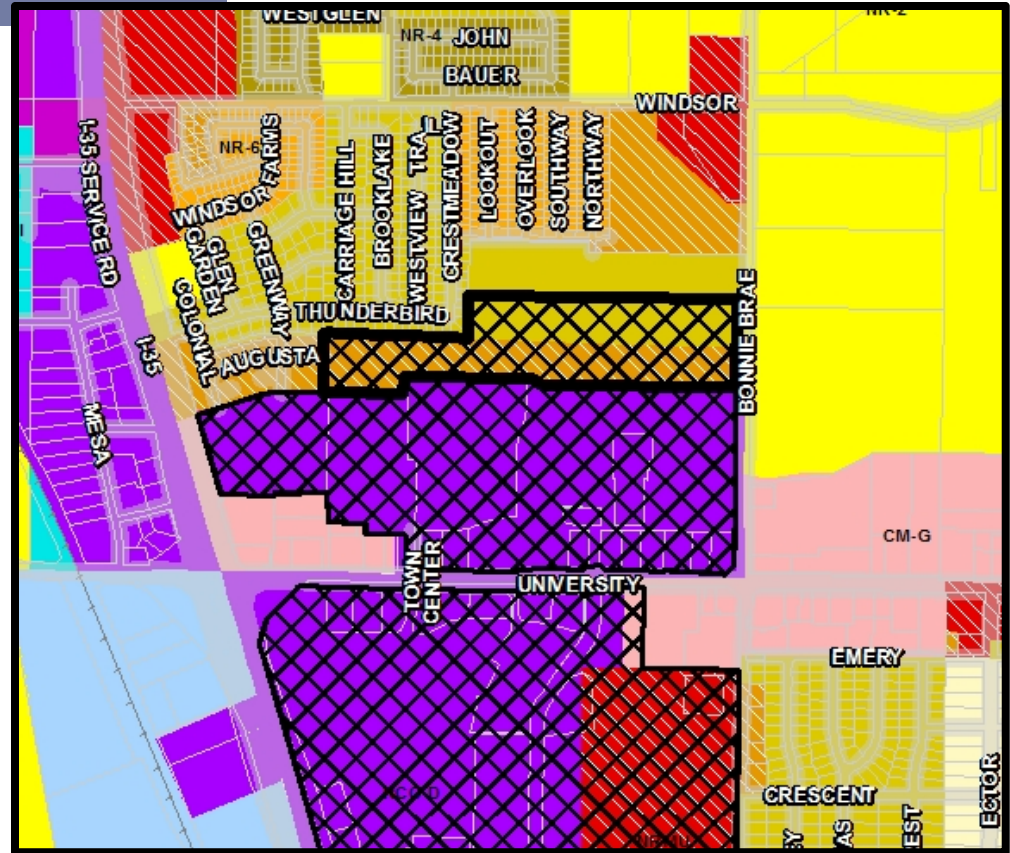 WESTGLEN
NR-4
JOHN
NR-2
BAUER
WINDSOR
I-35 SERVICE RD
NR-6
FARMS
WINDSOR
CARRIAGE HILL
BROOKLAKE
WESTVIEW
TRAIL
CRESTMEADOW
LOOKOUT
OVERLOOK
SOUTHWAY
NORTHWAY
GLEN
GARDEN
GREENWAY
COLONIAL
THUNDERBIRD
BONNIE BRAE
I-35
AUGUSTA
MESA
CM-G
TOWN
CENTER
UNIVERSITY
EMERY
CRESCENT
ECTOR